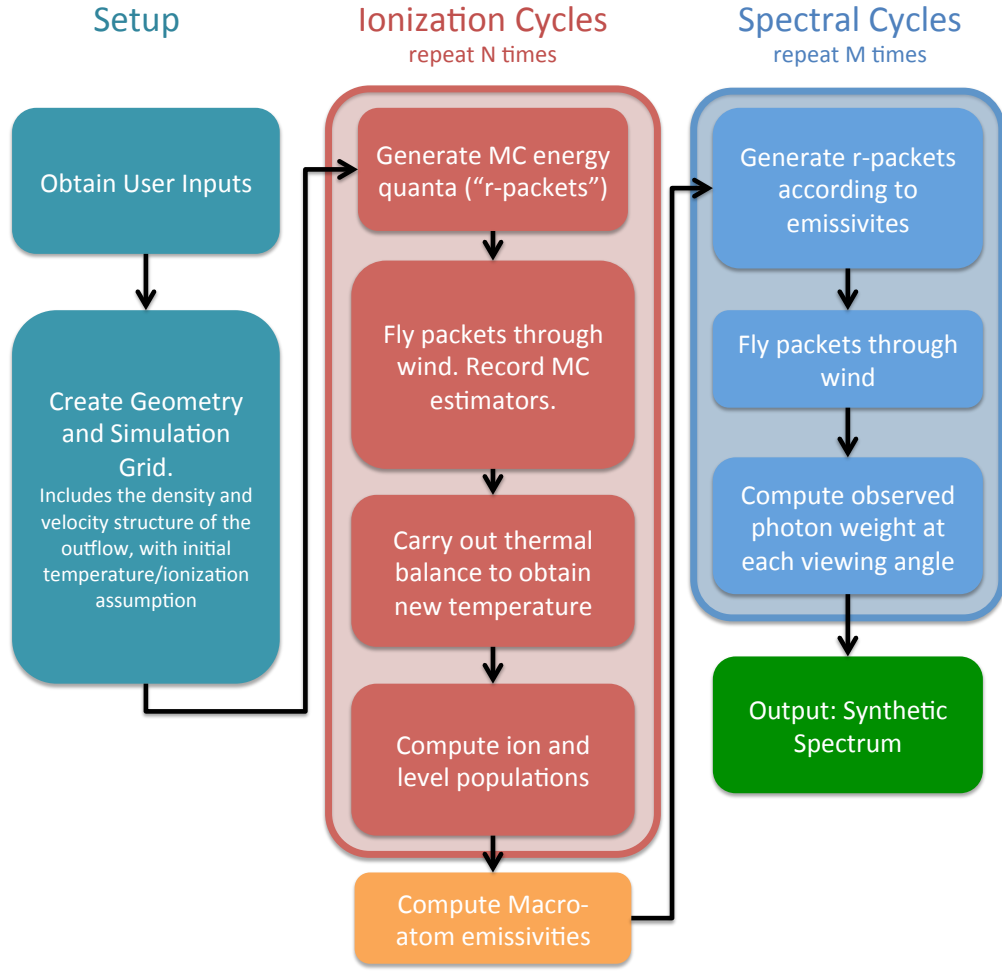 Setup
Obtain User Inputs
Create Geometry
and Simulation
Grid.
Includes the density and
velocity structure of the
outflow, with initial
temperature/ionization
assumption
Ionization Cycles
repeat N times
Generate MC energy
quanta (“r-packets”)
Fly packets through
wind. Record MC
estimators.
Carry out thermal
balance to obtain
new temperature
Compute ion and
level populations
Compute Macro-
atom emissivities
Spectral Cycles
repeat M times
Generate r-packets
according to
emissivites
Fly packets through
wind
Compute observed
photon weight at
each viewing angle
Output: Synthetic
Spectrum